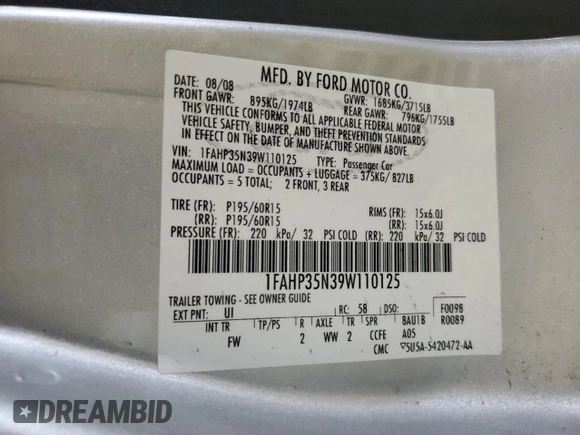 MFD. BY FORD MOTOR CO.
DATE: 08/08 GVWR: 1685KG/3715LB
FRONT GAWR: 895KG/1974LB REAR GAWR: 796KG/1755LB
THIS VEHICLE CONFORMS TO ALL APPLICABLE FEDERAL MOTOR
VEHICLE SAFETY, BUMPER, AND THEFT PREVENTION STANDARDS
IN EFFECT ON THE DATE OF MANUFACTURE SHOWN ABOVE.
VIN: 1FAHP35N39W110125 TYPE: Passenger Car
MAXIMUM LOAD = OCCUPANTS + LUGGAGE = 375KG/ 827LB
OCCUPANTS = 5 TOTAL; 2 FRONT, 3 REAR
TIRE (FR): P195/60R15 RIMS (FR): 15x6.0J
(RR): P195/60R15 (RR): 15x6.0J
PRESSURE (FR): 220 kPa/ 32 PSI COLD (RR): 220 kPa/ 32 PSI COLD
1FAHP35N39W110125
TRAILER TOWING - SEE OWNER GUIDE
EXT PNT: UI RC: 58 DSO: F0098
INT TR TP/PS R AXLE TR SPR 8AU1B R0089
FW 2 WW 2 CCFE A05
CMC 5U5A-5420472-AA
DREAMBID